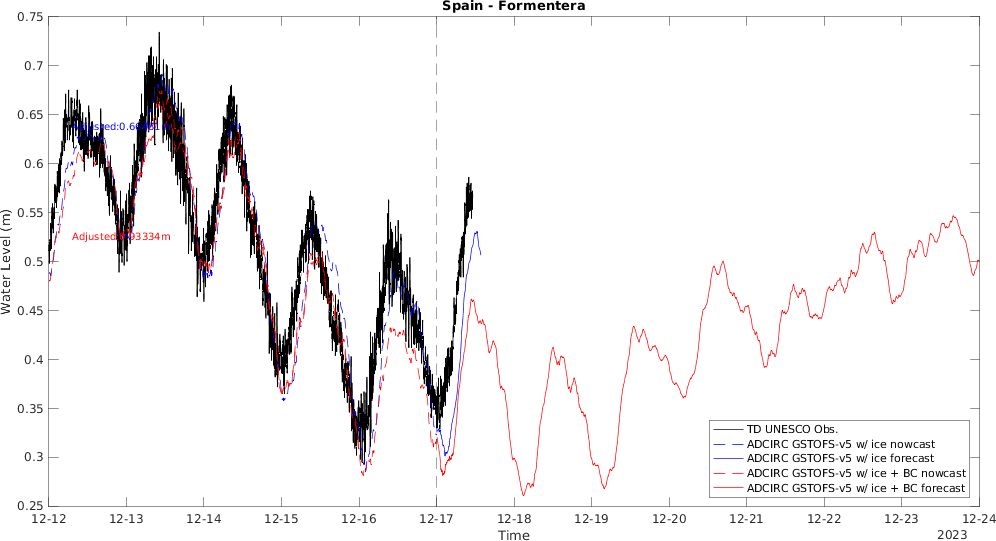 Spain - Formentera
0.75
0.7
0.65
0.6
0.55
0.5
0.45
0.4
0.35
0.3
0.25
Water Level (m)
12-12 12-13 12-14 12-15 12-16 12-17 12-18 12-19 12-20 12-21 12-22 12-23 12-24
Time
2023
TD UNESCO Obs.
ADCIRC GSTOFS-v5 w/ ice nowcast
ADCIRC GSTOFS-v5 w/ ice forecast
ADCIRC GSTOFS-v5 w/ ice + BC nowcast
ADCIRC GSTOFS-v5 w/ ice + BC forecast